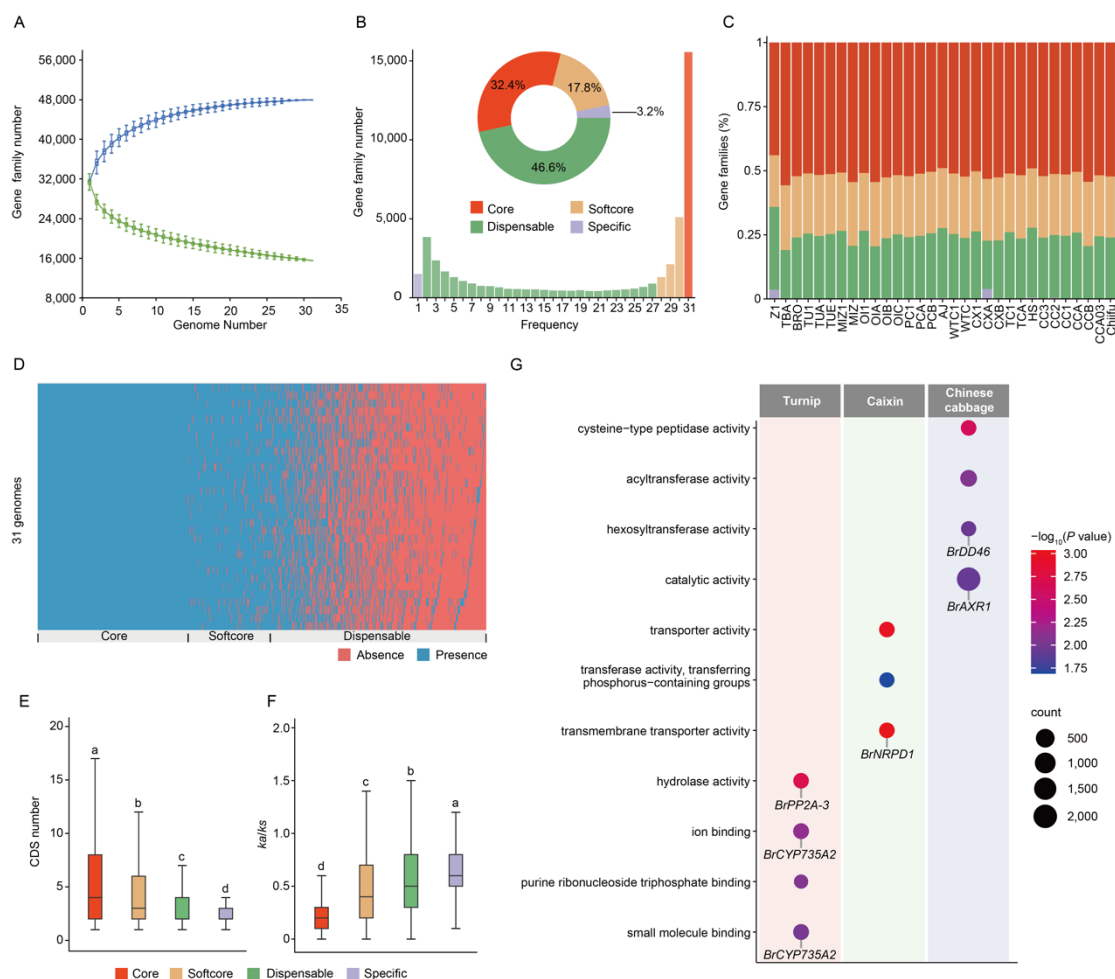 A
56,000
48,000
40,000
32,000
24,000
16,000
8,000
Gene family number
0 5 10 15 20 25 30 35
Genome Number
B
15,000
10,000
5,000
0
Gene family number
32.4%
17.8%
3.2%
46.6%
Core
Softcore
Dispensable
Specific
1 3 5 7 9 11 13 15 17 19 21 23 25 27 29 31
Frequency
C
1
0.75
0.5
0.25
0
Gene families (%)
Z1
TBA
BRO
TU1
TUA
TUE
MIZ1
MIZ
OI1
OIA
OIB
OIC
PC1
PCA
PCB
AJ
WTC1
WTC
CX1
CXA
CXB
TC1
TCA
HS
CC3
CC2
CC1
CCA
CCB
CCA03
Chiifu
D
31 genomes
Core
Softcore
Dispensable
Absence
Presence
E
20
15
10
5
0
CDS number
a
b
c
d
F
2.0
1.5
1.0
0.5
0
ka/ks
d
c
b
a
Core
Softcore
Dispensable
Specific
G
Turnip
Caixin
Chinese
cabbage
cysteine−type peptidase activity
acyltransferase activity
hexosyltransferase activity
BrDD46
catalytic activity
BrAXR1
transporter activity
transferase activity, transferring
phosphorus−containing groups
transmembrane transporter activity
BrNRPD1
hydrolase activity
BrPP2A-3
ion binding
BrCYP735A2
purine ribonucleoside triphosphate binding
small molecule binding
BrCYP735A2
−log10(P value)
3.00
2.75
2.50
2.25
2.00
1.75
count
500
1,000
1,500
2,000